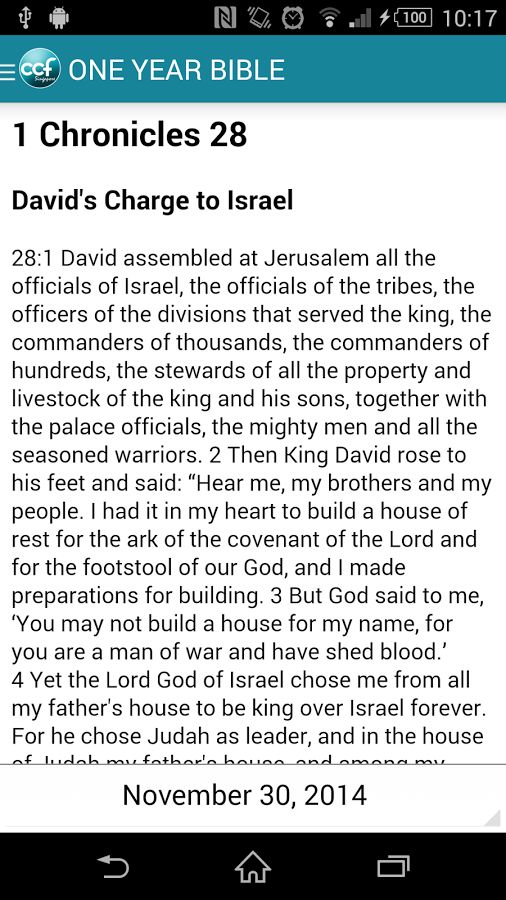 100 10:17
ccf Singapore ONE YEAR BIBLE
1 Chronicles 28
David's Charge to Israel
28:1 David assembled at Jerusalem all the
officials of Israel, the officials of the tribes, the
officers of the divisions that served the king, the
commanders of thousands, the commanders of
hundreds, the stewards of all the property and
livestock of the king and his sons, together with
the palace officials, the mighty men and all the
seasoned warriors. 2 Then King David rose to
his feet and said: “Hear me, my brothers and my
people. I had it in my heart to build a house of
rest for the ark of the covenant of the Lord and
for the footstool of our God, and I made
preparations for building. 3 But God said to me,
‘You may not build a house for my name, for
you are a man of war and have shed blood.’
4 Yet the Lord God of Israel chose me from all
my father's house to be king over Israel forever.
For he chose Judah as leader, and in the house
of Judah my father's house, and among my
November 30, 2014